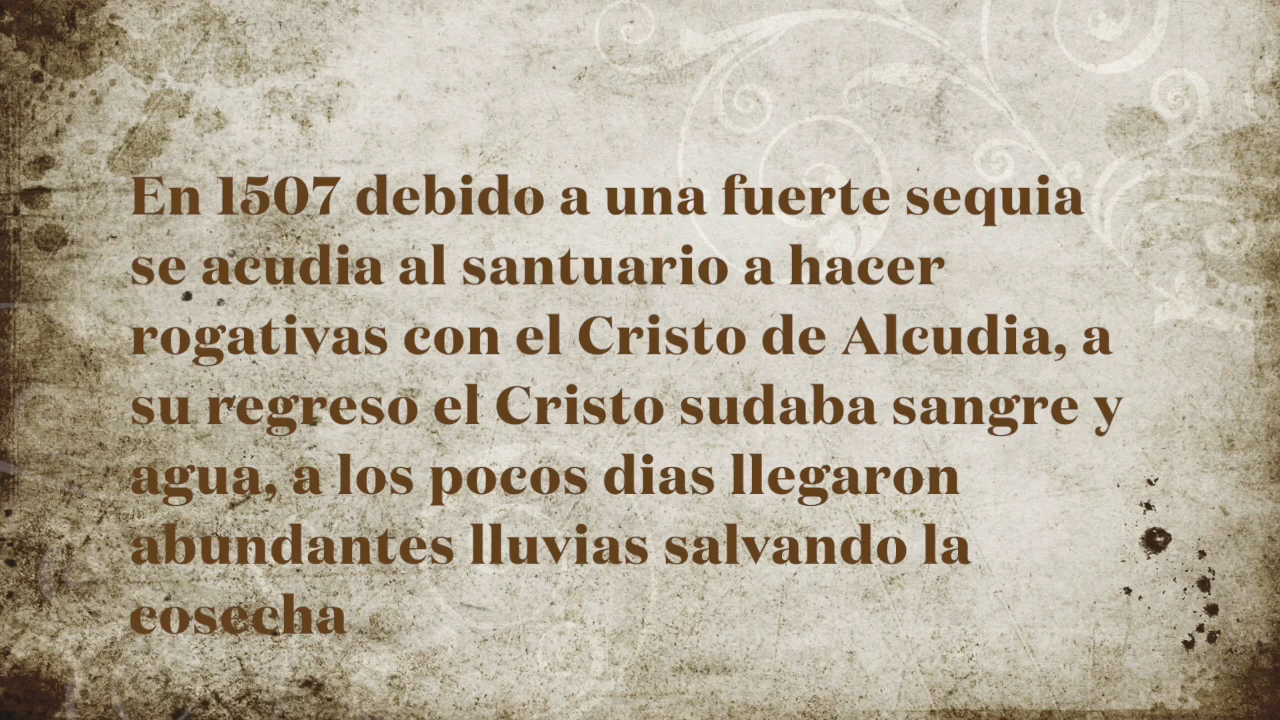 En 1507 debido a una fuerte sequia
se acudia al santuario a hacer
rogativas con el Cristo de Alcudia, a
su regreso el Cristo sudaba sangre y
agua, a los pocos dias llegaron
abundantes lluvias salvando la
cosecha